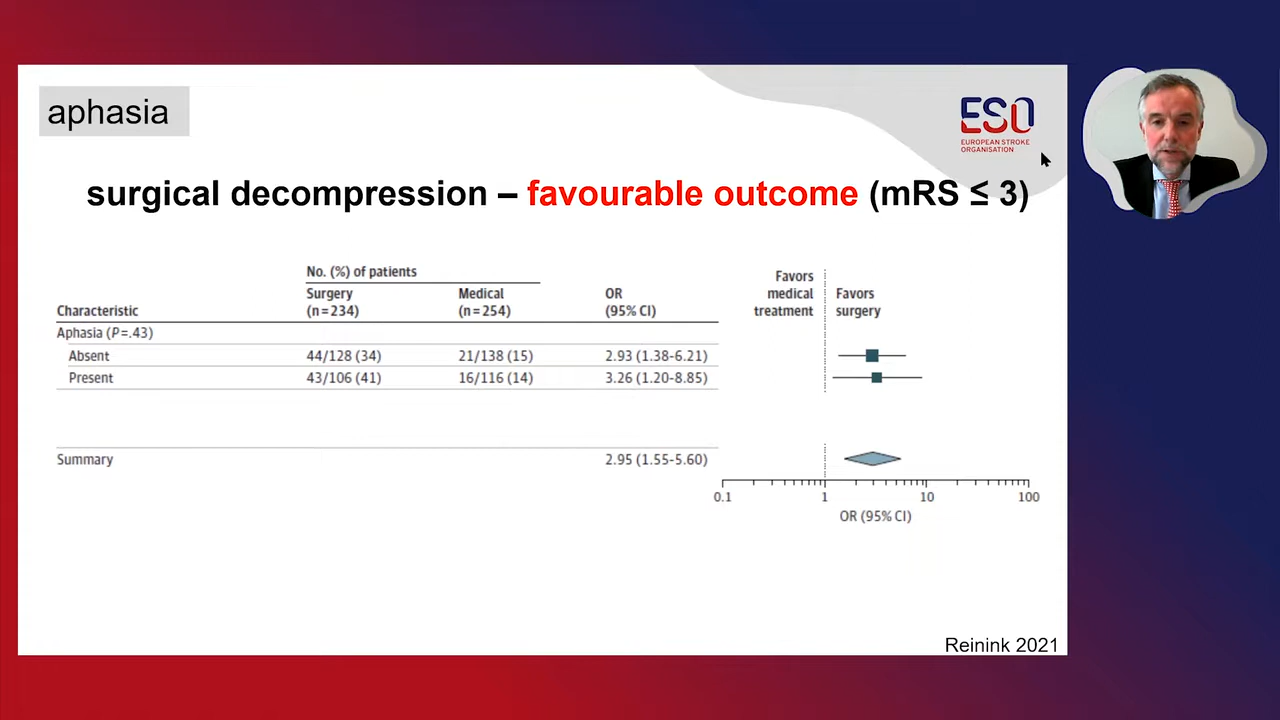 aphasia
ESO
EUROPEAN STROKE
ORGANISATION
surgical decompression – favourable outcome (mRS ≤ 3)
No. (%) of patients
Characteristic
Surgery
(n=234)
Medical
(n=254)
OR
(95% CI)
Favors
medical
treatment
Favors
surgery
Aphasia (P=.43)
Absent 44/128 (34) 21/138 (15) 2.93 (1.38-6.21)
Present 43/106 (41) 16/116 (14) 3.26 (1.20-8.85)
Summary 2.95 (1.55-5.60)
0.1 1 10 100
OR (95% CI)
Reinink 2021